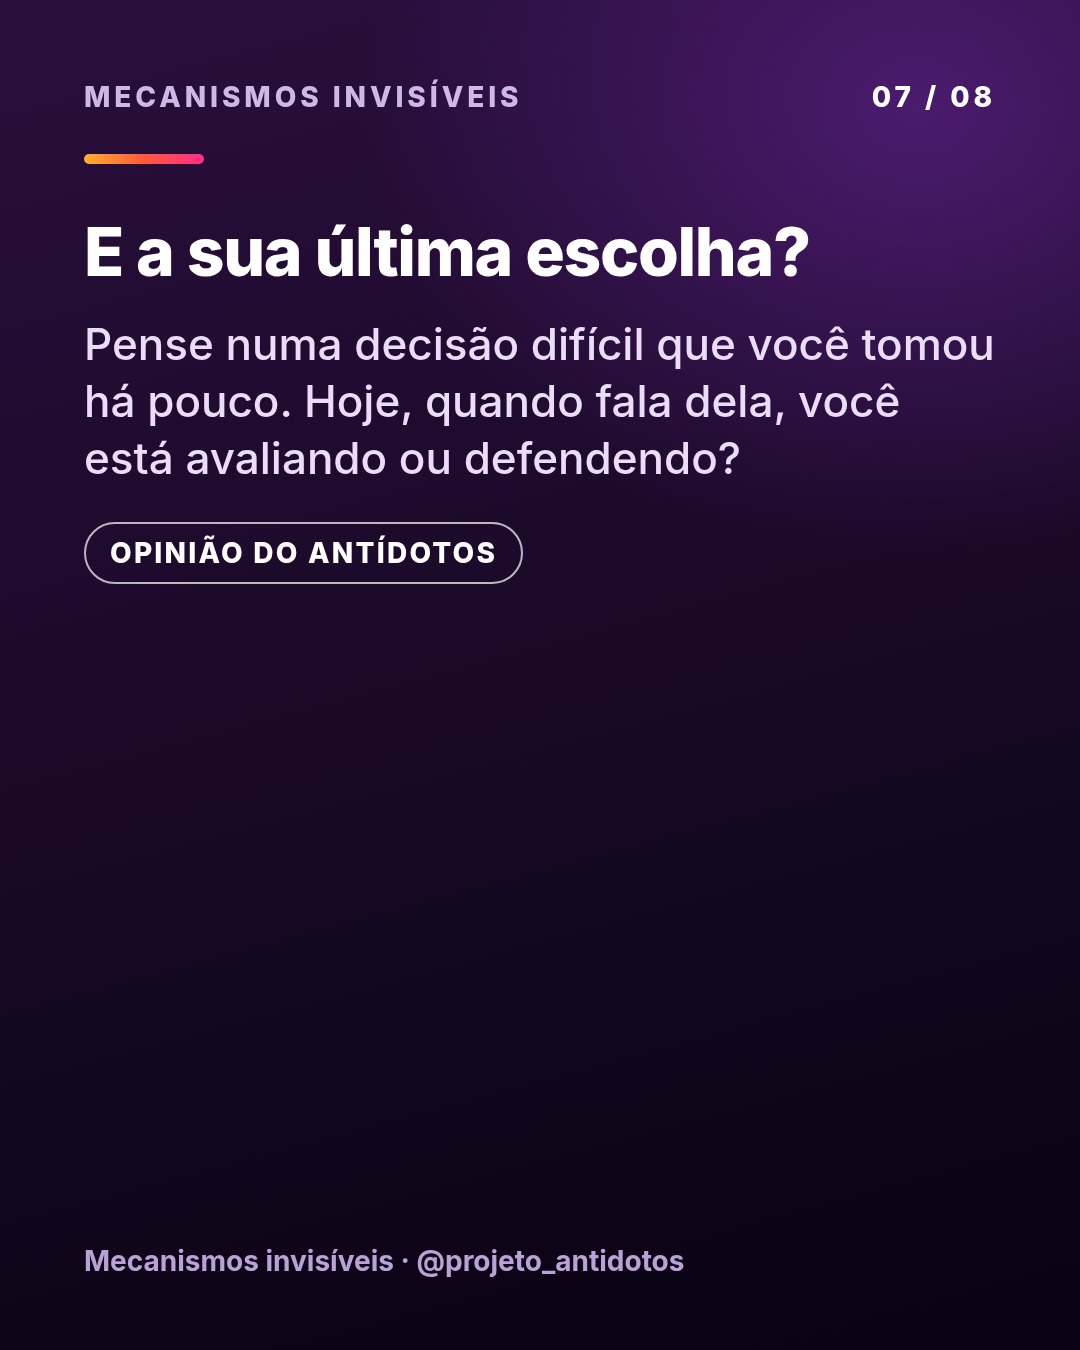 MECANISMOS INVISÍVEIS
07 / 08
E a sua última escolha?
Pense numa decisão difícil que você tomou
há pouco. Hoje, quando fala dela, você
está avaliando ou defendendo?
OPINIÃO DO ANTÍDOTOS
Mecanismos invisíveis · @projeto_antidotos